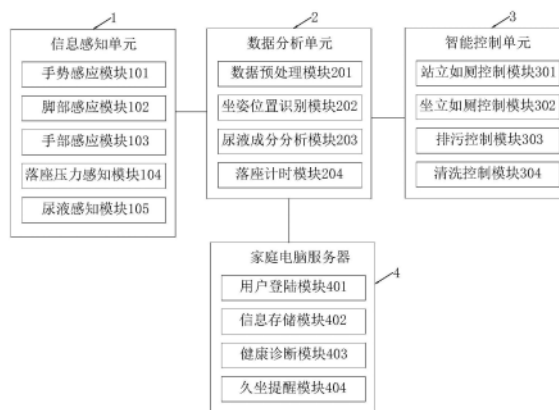 1
信息感知单元
手势感应模块101
脚部感应模块102
手部感应模块103
落座压力感知模块104
尿液感知模块105
2
数据分析单元
数据预处理模块201
坐姿位置识别模块202
尿液成分分析模块203
落座计时模块204
3
智能控制单元
站立如厕控制模块301
坐立如厕控制模块302
排污控制模块303
清洗控制模块304
家庭电脑服务器
4
用户登陆模块401
信息存储模块402
健康诊断模块403
久坐提醒模块404